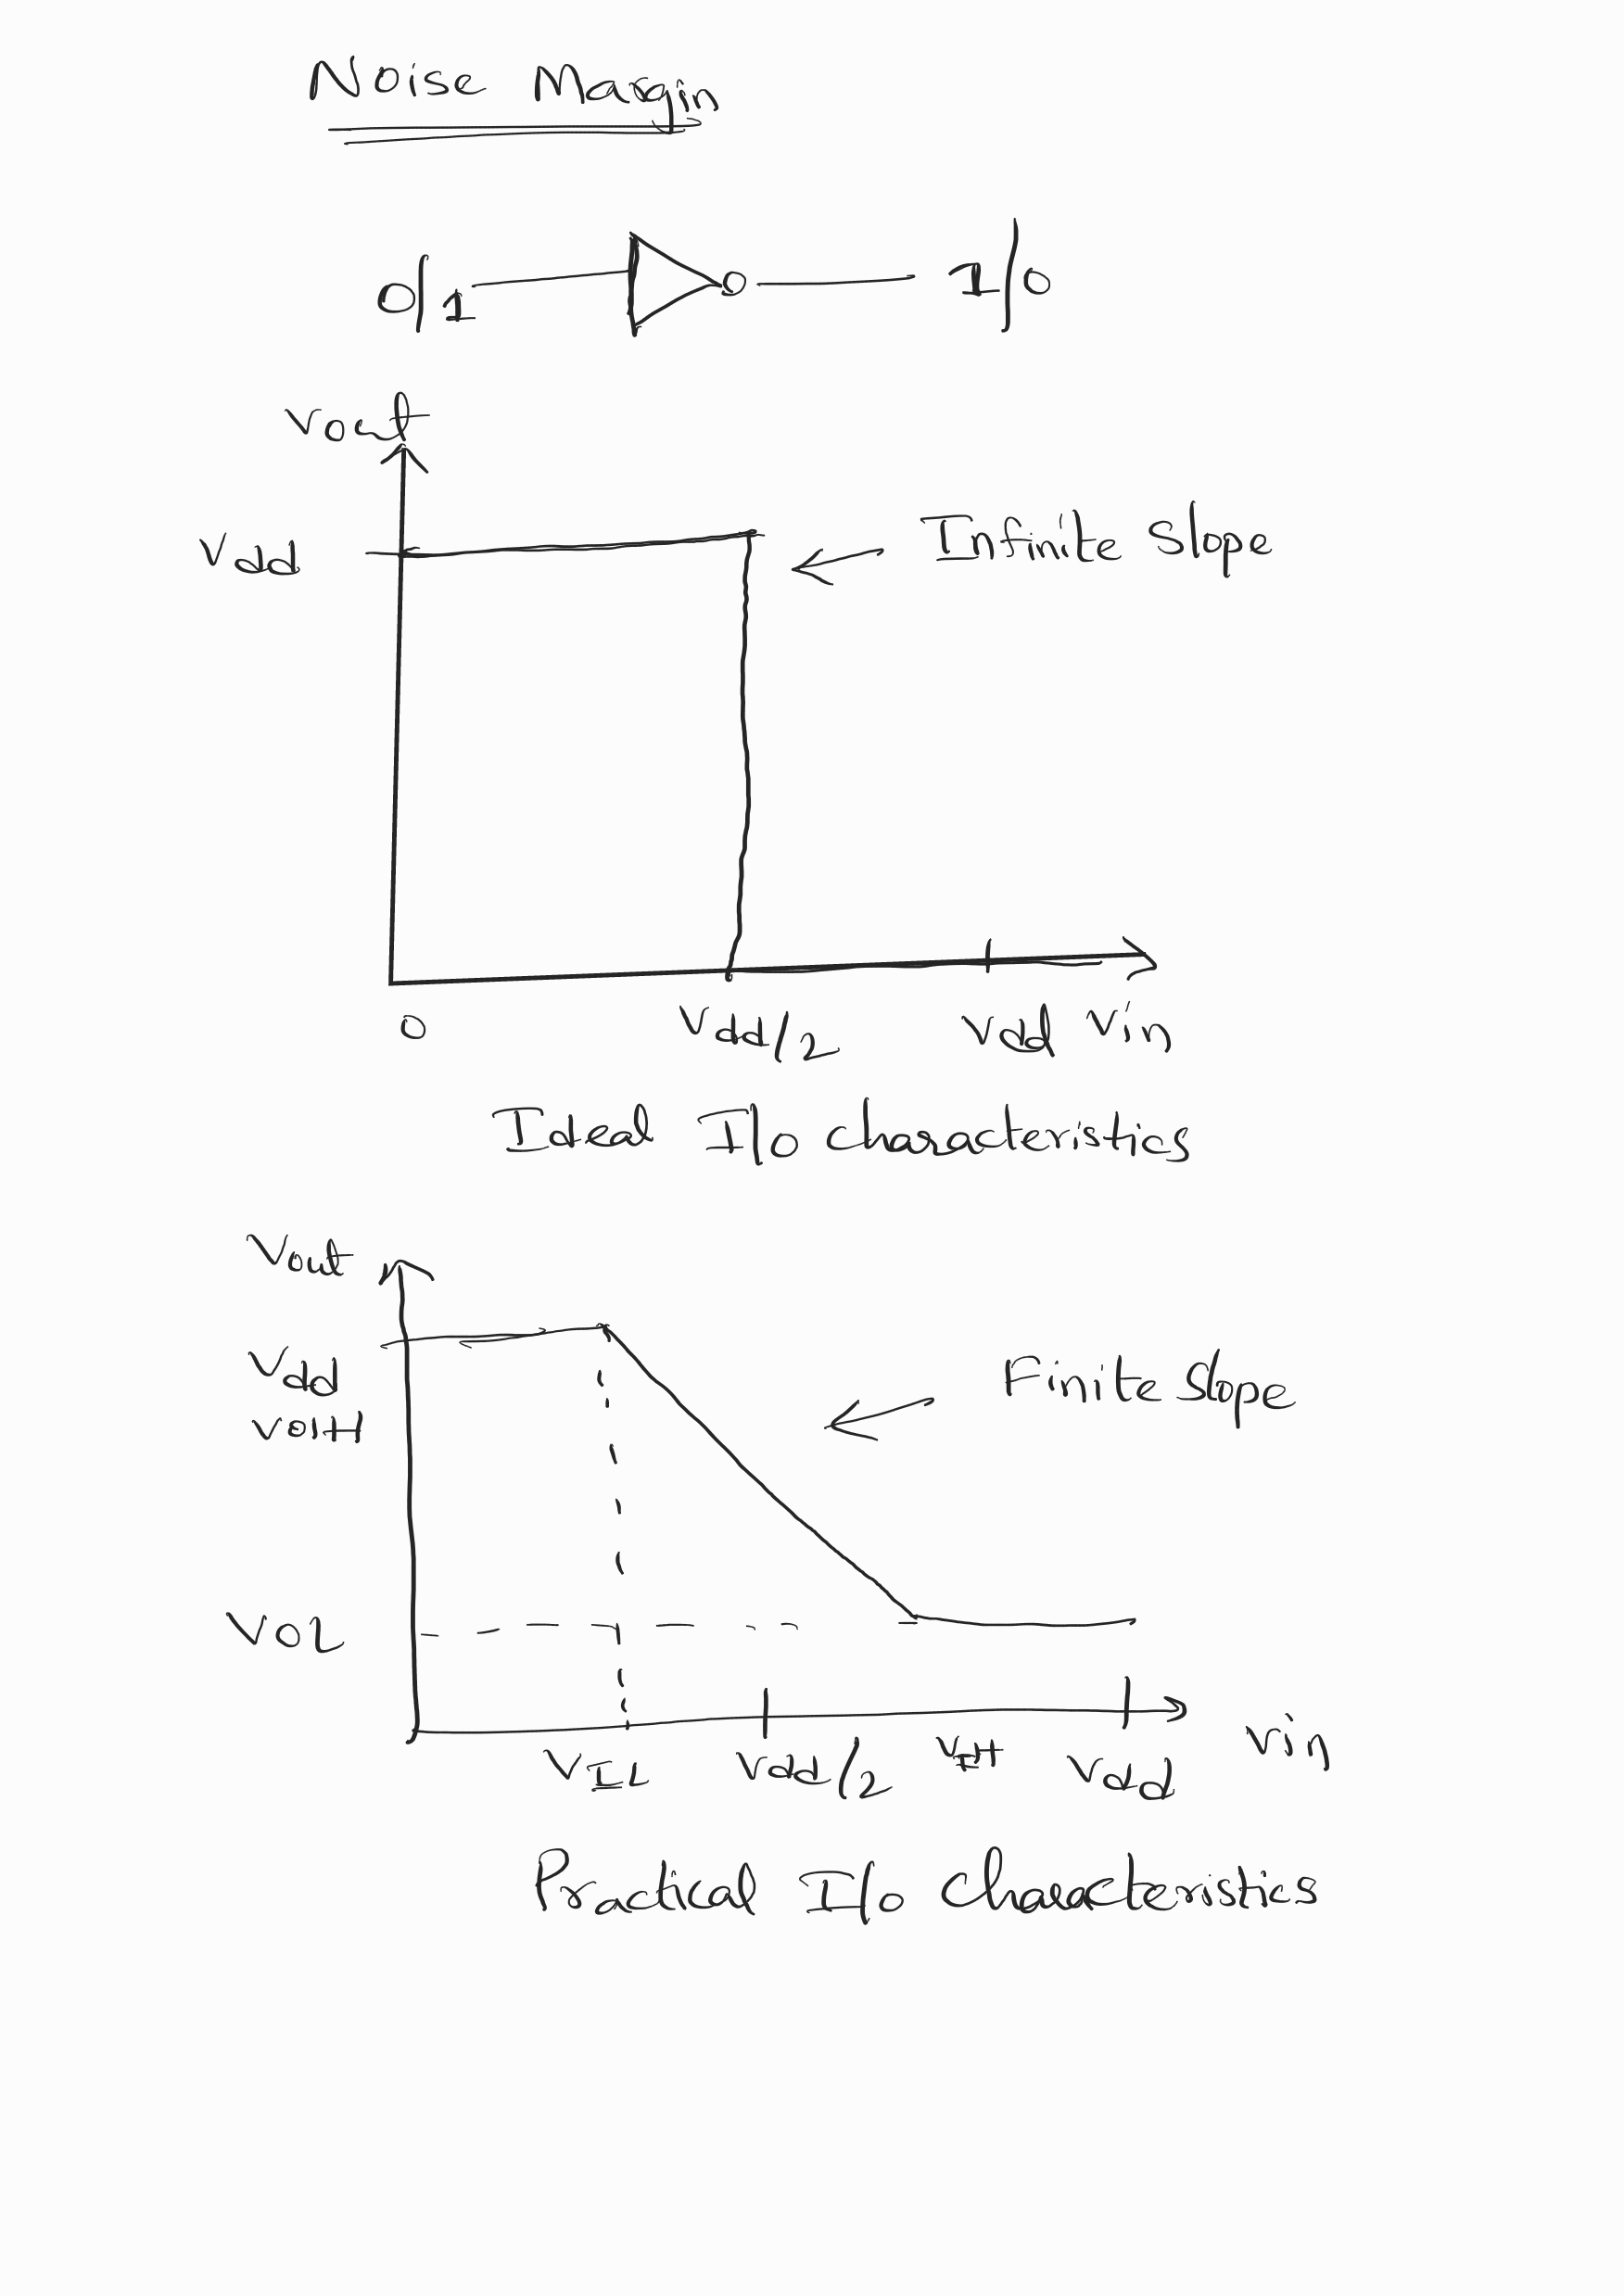 Noise Margin
0/1 1/0
Vout
Vdd
Infinite Slope
0 Vdd/2 Vdd Vin
Ideal I/o characteristics
Vout
Vdd
VOH
Finite Slope
VOL
VIL Vdd/2 VIH Vdd Vin
Practical I/o characteristics